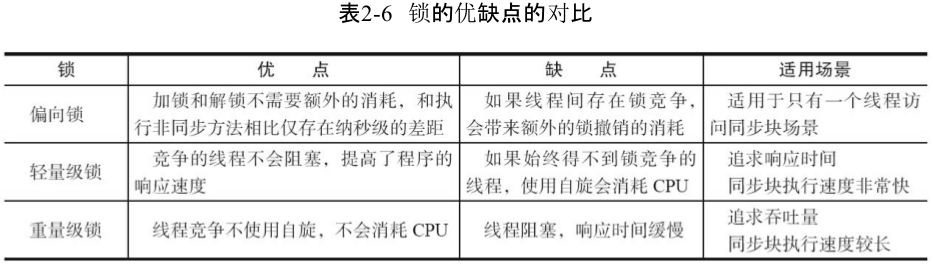 表2-6 锁的优缺点的对比
锁 优 点 缺 点 适用场景
偏向锁
加锁和解锁不需要额外的消耗，和执
行非同步方法相比仅存在纳秒级的差距
如果线程间存在锁竞争，
会带来额外的锁撤销的消耗
适用于只有一个线程访
问同步块场景
轻量级锁
竞争的线程不会阻塞，提高了程序的
响应速度
如果始终得不到锁竞争的
线程，使用自旋会消耗 CPU
追求响应时间
同步块执行速度非常快
重量级锁
线程竞争不使用自旋，不会消耗 CPU
线程阻塞，响应时间缓慢
追求吞吐量
同步块执行速度较长